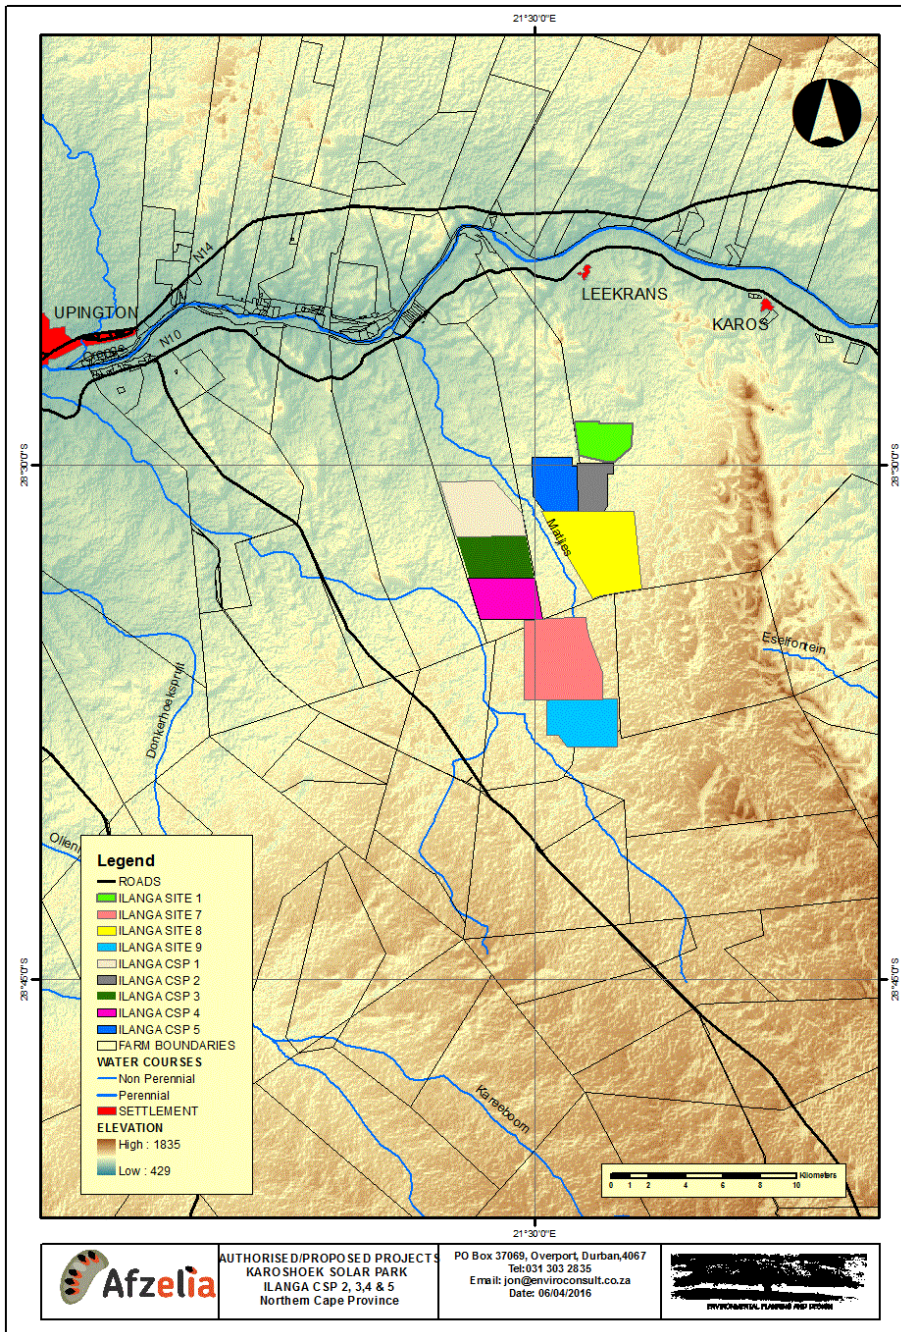 21°30'0"E
N14
UPINGTON
LEEKRANS
KAROS
N10
Orange
28°30'0"S
28°30'0"S
Matjies
Eselfontein
Donkerhoekspruit
Legend
ROADS
ILANGA SITE 1
ILANGA SITE 7
ILANGA SITE 8
ILANGA SITE 9
ILANGA CSP 1
ILANGA CSP 2
ILANGA CSP 3
ILANGA CSP 4
ILANGA CSP 5
FARM BOUNDARIES
WATER COURSES
Non Perennial
Perennial
SETTLEMENT
ELEVATION
High : 1835
Low : 429
28°45'0"S
28°45'0"S
Kareeboom
Kilometers
0 1 2 4 6 8 10
21°30'0"E
Afzelia
AUTHORISED/PROPOSED PROJECTS
KAROSHOEK SOLAR PARK
ILANGA CSP 2, 3,4 & 5
Northern Cape Province
PO Box 37069, Overport, Durban,4067
Tel:031 303 2835
Email: jon@enviroconsult.co.za
Date: 06/04/2016
ENVIRONMENTAL PLANNING AND DESIGN